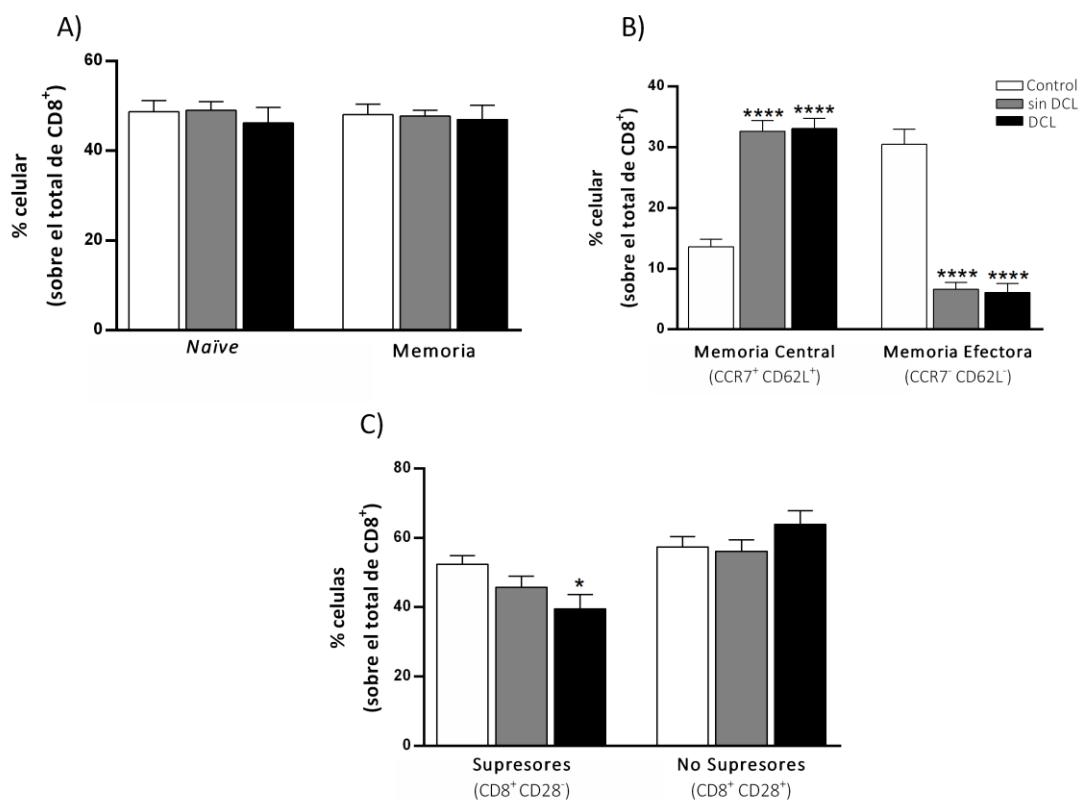 A)
% celular
(sobre el total de CD8⁺)
60
40
20
0
Naïve
Memoria
B)
% celular
(sobre el total de CD8⁺)
40
30
20
10
0
**** ****
**** ****
Control
sin DCL
DCL
Memoria Central
(CCR7⁺ CD62L⁺)
Memoria Efectora
(CCR7⁻ CD62L⁻)
C)
% celulas
(sobre el total de CD8⁺)
80
60
40
20
0
*
Supresores
(CD8⁺ CD28⁻)
No Supresores
(CD8⁺ CD28⁺)